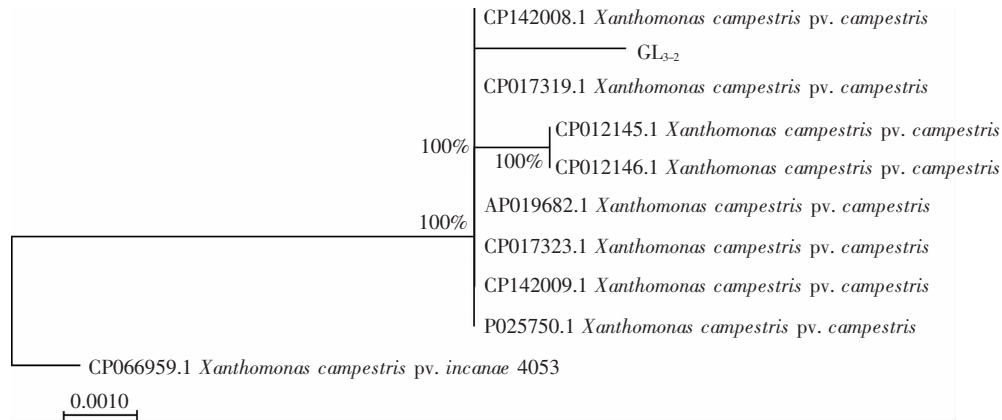 CP142008.1 Xanthomonas campestris pv. campestris
GL3-2
CP017319.1 Xanthomonas campestris pv. campestris
CP012145.1 Xanthomonas campestris pv. campestris
100%
100%
CP012146.1 Xanthomonas campestris pv. campestris
AP019682.1 Xanthomonas campestris pv. campestris
100%
CP017323.1 Xanthomonas campestris pv. campestris
CP142009.1 Xanthomonas campestris pv. campestris
P025750.1 Xanthomonas campestris pv. campestris
CP066959.1 Xanthomonas campestris pv. incanae 4053
0.0010